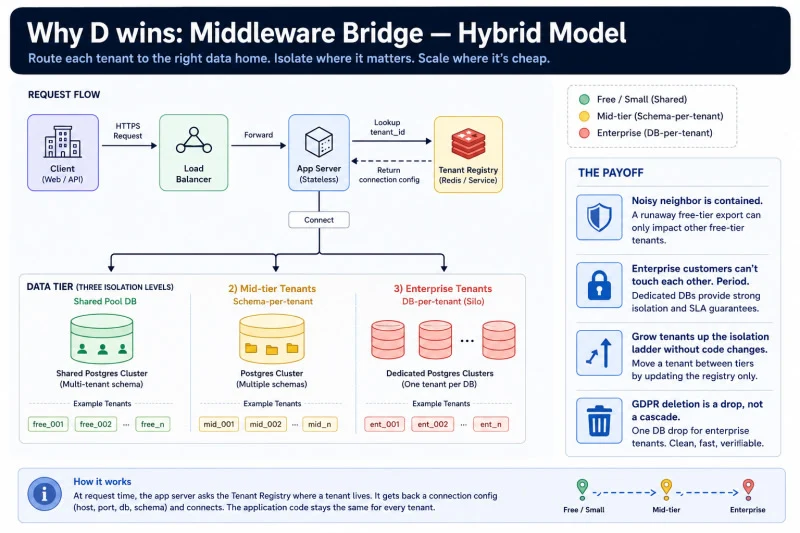 Why D wins: Middleware Bridge — Hybrid Model
Route each tenant to the right data home. Isolate where it matters. Scale where it's cheap.
REQUEST FLOW
Client
(Web / API)
HTTPS
Request
Load
Balancer
Forward
App Server
(Stateless)
Lookup
tenant_id
Return
connection config
Tenant Registry
(Redis / Service)
Connect
Free / Small (Shared)
Mid-tier (Schema-per-tenant)
Enterprise (DB-per-tenant)
DATA TIER (THREE ISOLATION LEVELS)
Shared Pool DB
Shared Postgres Cluster
(Multi-tenant schema)
Example Tenants
free_001
free_002
...
free_n
2) Mid-tier Tenants
Schema-per-tenant
Postgres Cluster
(Multiple schemas)
Example Tenants
mid_001
mid_002
...
mid_n
3) Enterprise Tenants
DB-per-tenant (Silo)
...
Dedicated Postgres Clusters
(One tenant per DB)
Example Tenants
ent_001
ent_002
...
ent_n
THE PAYOFF
Noisy neighbor is contained.
A runaway free-tier export can
only impact other free-tier
tenants.
Enterprise customers can't
touch each other. Period.
Dedicated DBs provide strong
isolation and SLA guarantees.
Grow tenants up the isolation
ladder without code changes.
Move a tenant between tiers
by updating the registry only.
GDPR deletion is a drop, not
a cascade.
One DB drop for enterprise
tenants. Clean, fast, verifiable.
How it works
At request time, the app server asks the Tenant Registry where a tenant lives. It gets back a connection config
(host, port, db, schema) and connects. The application code stays the same for every tenant.
Free / Small
Mid-tier
Enterprise